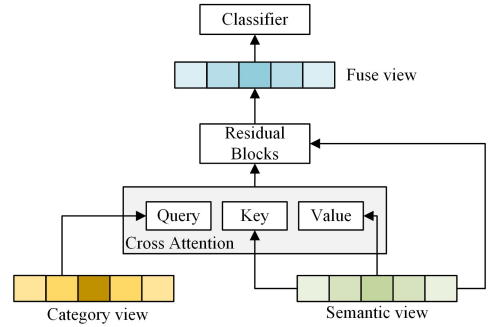 Classifier
Fuse view
Residual
Blocks
Query
Key
Value
Cross Attention
Category view
Semantic view